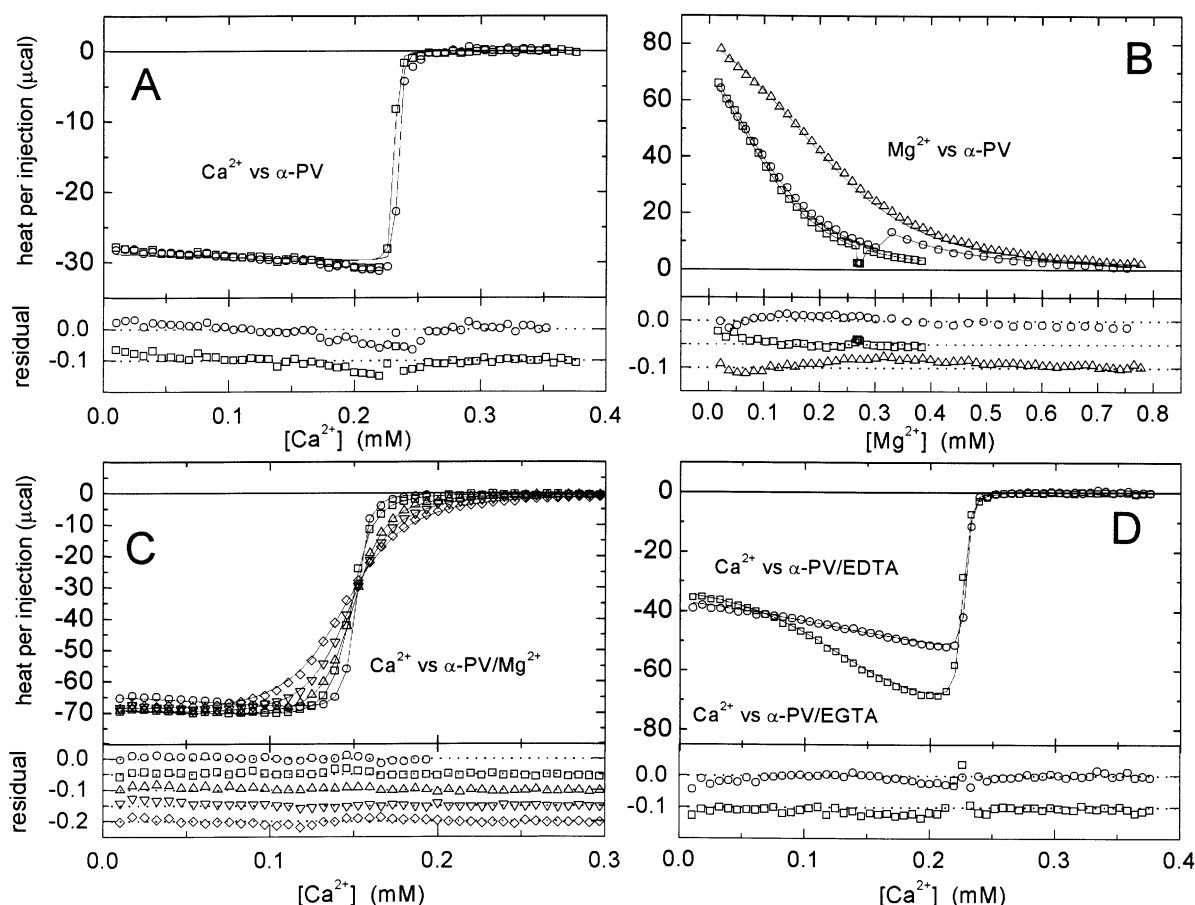 A
heat per injection (μcal)
0
-10
-20
-30
Ca²⁺ vs α-PV
residual
0.0
-0.1
0.0 0.1 0.2 0.3 0.4
[Ca²⁺] (mM)
B
80
60
40
20
0
Mg²⁺ vs α-PV
0.0
-0.1
0.0 0.1 0.2 0.3 0.4 0.5 0.6 0.7 0.8
[Mg²⁺] (mM)
C
heat per injection (μcal)
0
-10
-20
-30
-40
-50
-60
-70
Ca²⁺ vs α-PV/Mg²⁺
residual
0.0
-0.1
-0.2
0.0 0.1 0.2 0.3
[Ca²⁺] (mM)
D
0
-20
-40
-60
-80
Ca²⁺ vs α-PV/EDTA
Ca²⁺ vs α-PV/EGTA
0.0
-0.1
0.0 0.1 0.2 0.3 0.4
[Ca²⁺] (mM)